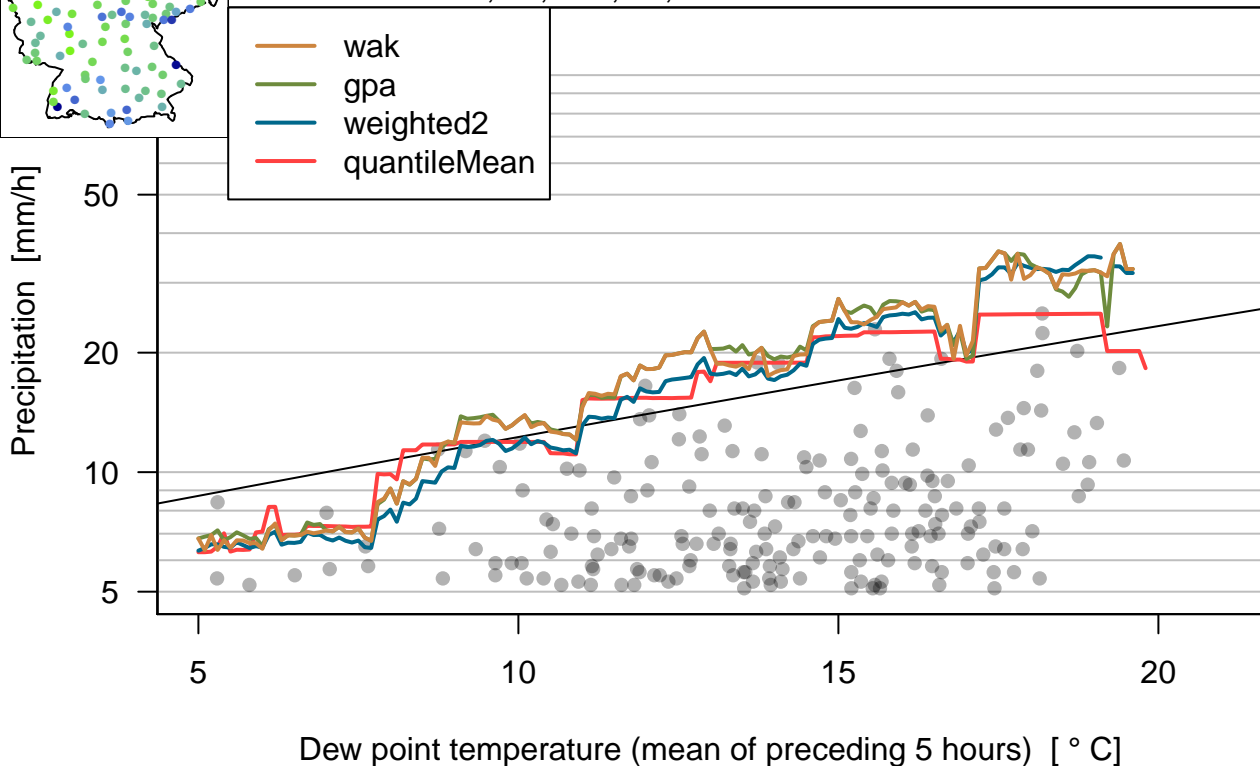 wak
gpa
weighted2
quantileMean
Precipitation [mm/h]
50
20
10
5
5 10 15 20
Dew point temperature (mean of preceding 5 hours) [ ° C]